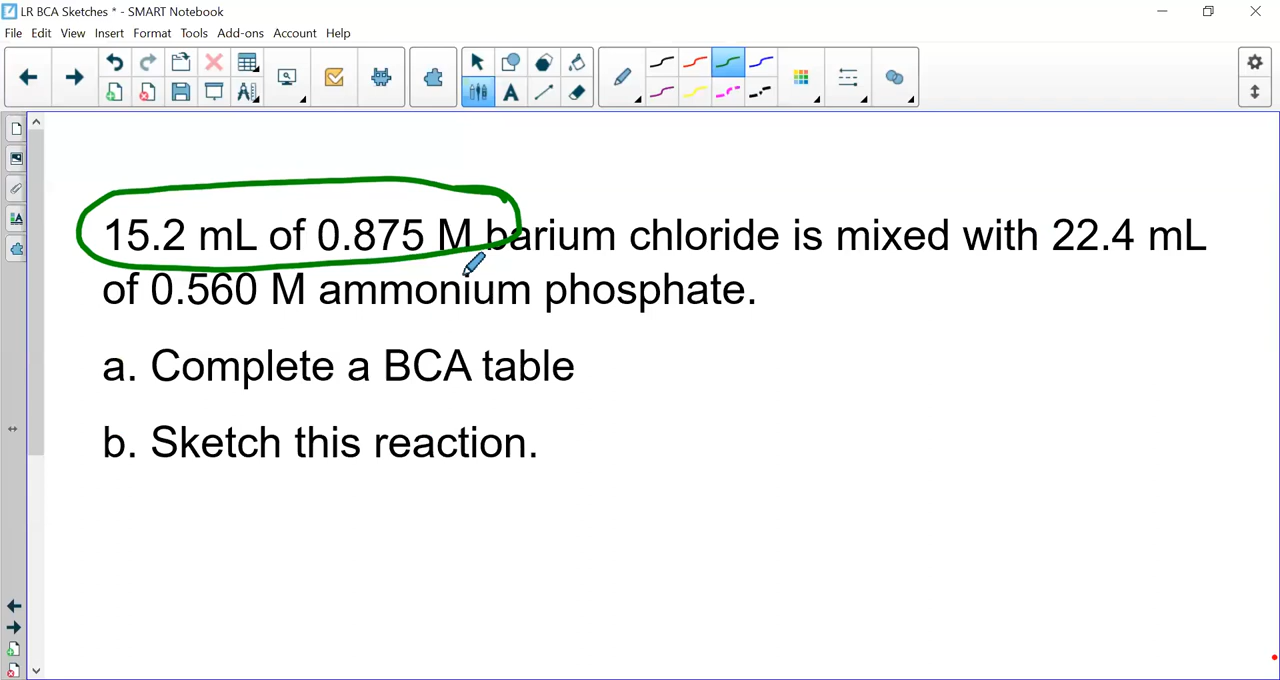 LR BCA Sketches * - SMART Notebook
File Edit View Insert Format Tools Add-ons Account Help
15.2 mL of 0.875 M barium chloride is mixed with 22.4 mL
of 0.560 M ammonium phosphate.
a. Complete a BCA table
b. Sketch this reaction.